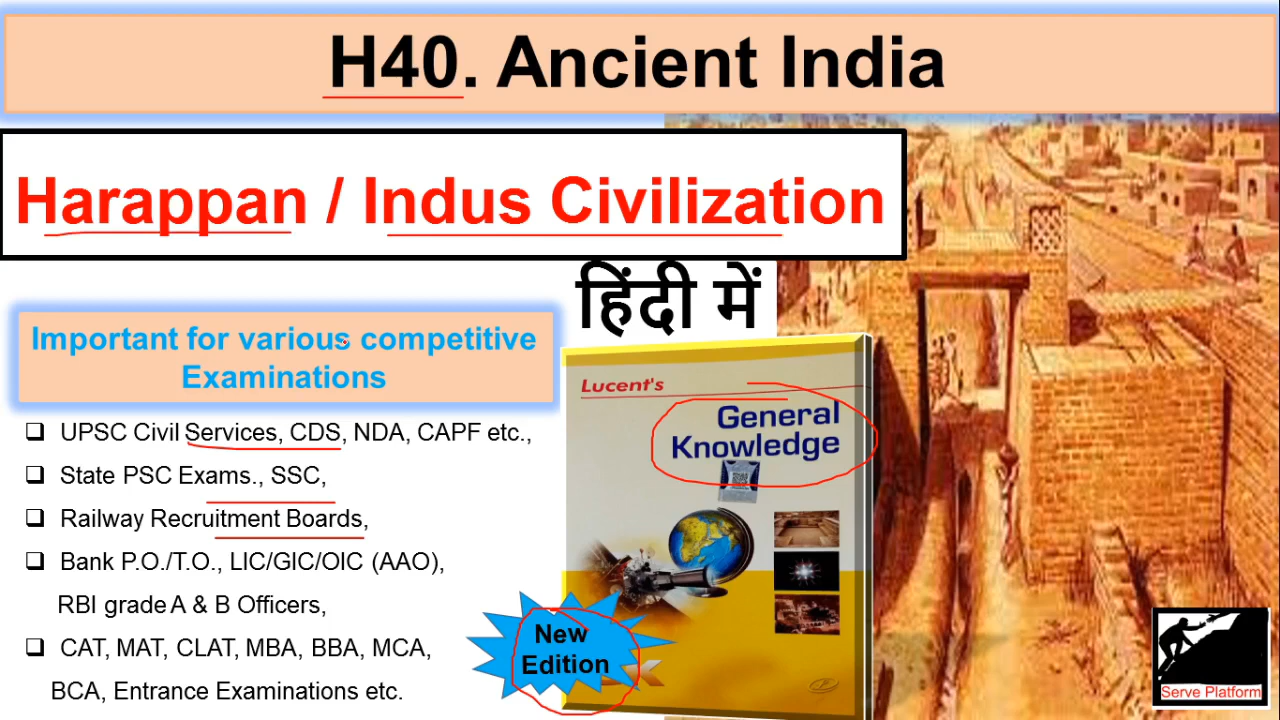 H40. Ancient India
Harappan / Indus Civilization
हिंदी में
Important for various competitive
Examinations
UPSC Civil Services, CDS, NDA, CAPF etc.,
State PSC Exams., SSC,
Railway Recruitment Boards,
Bank P.O./T.O., LIC/GIC/OIC (AAO),
RBI grade A & B Officers,
CAT, MAT, CLAT, MBA, BBA, MCA,
BCA, Entrance Examinations etc.
Lucent's
General
Knowledge
New
Edition
Serve Platform